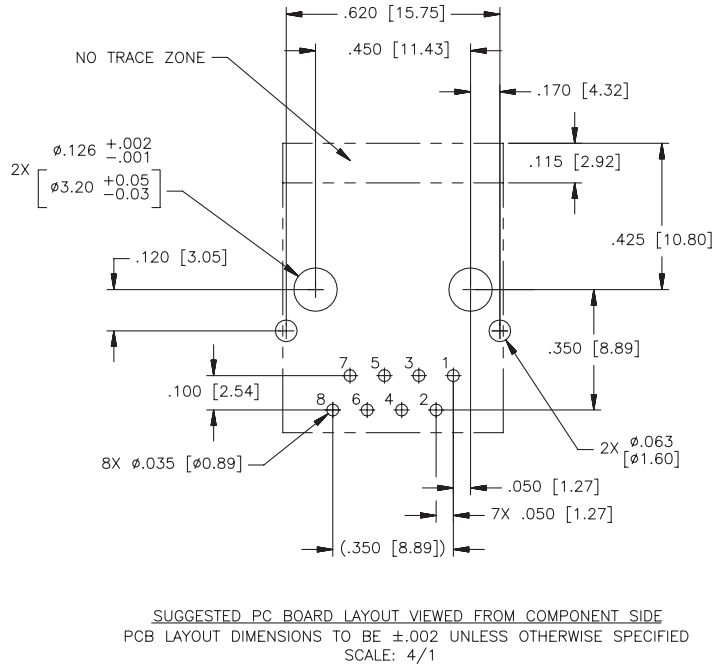 .620 [15.75]
.450 [11.43]
NO TRACE ZONE
.170 [4.32]
ø.126 +.002
-.001
2X
[ø3.20 +0.05
-0.03]
.115 [2.92]
.425 [10.80]
.120 [3.05]
.350 [8.89]
7 5 3 1
.100 [2.54]
8 6 4 2
2X ø.063
[ø1.60]
8X ø.035 [ø0.89]
.050 [1.27]
7X .050 [1.27]
(.350 [8.89])
SUGGESTED PC BOARD LAYOUT VIEWED FROM COMPONENT SIDE
PCB LAYOUT DIMENSIONS TO BE ±.002 UNLESS OTHERWISE SPECIFIED
SCALE: 4/1